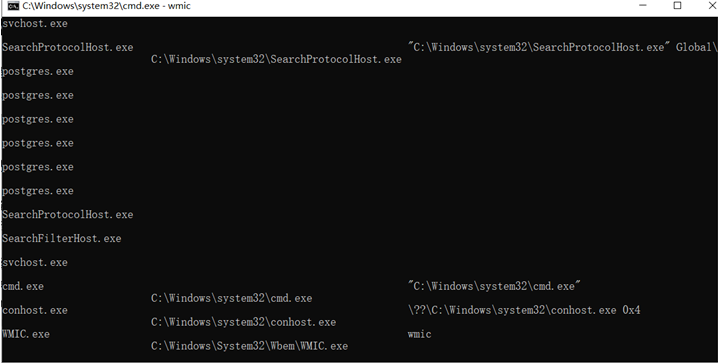 C:\Windows\system32\cmd.exe - wmic
svchost.exe
SearchProtocolHost.exe "C:\Windows\system32\SearchProtocolHost.exe" Global\
C:\Windows\system32\SearchProtocolHost.exe
postgres.exe
postgres.exe
postgres.exe
postgres.exe
postgres.exe
postgres.exe
SearchProtocolHost.exe
SearchFilterHost.exe
svchost.exe
cmd.exe "C:\Windows\system32\cmd.exe"
C:\Windows\system32\cmd.exe
conhost.exe \??\C:\Windows\system32\conhost.exe 0x4
C:\Windows\system32\conhost.exe
WMIC.exe wmic
C:\Windows\System32\Wbem\WMIC.exe